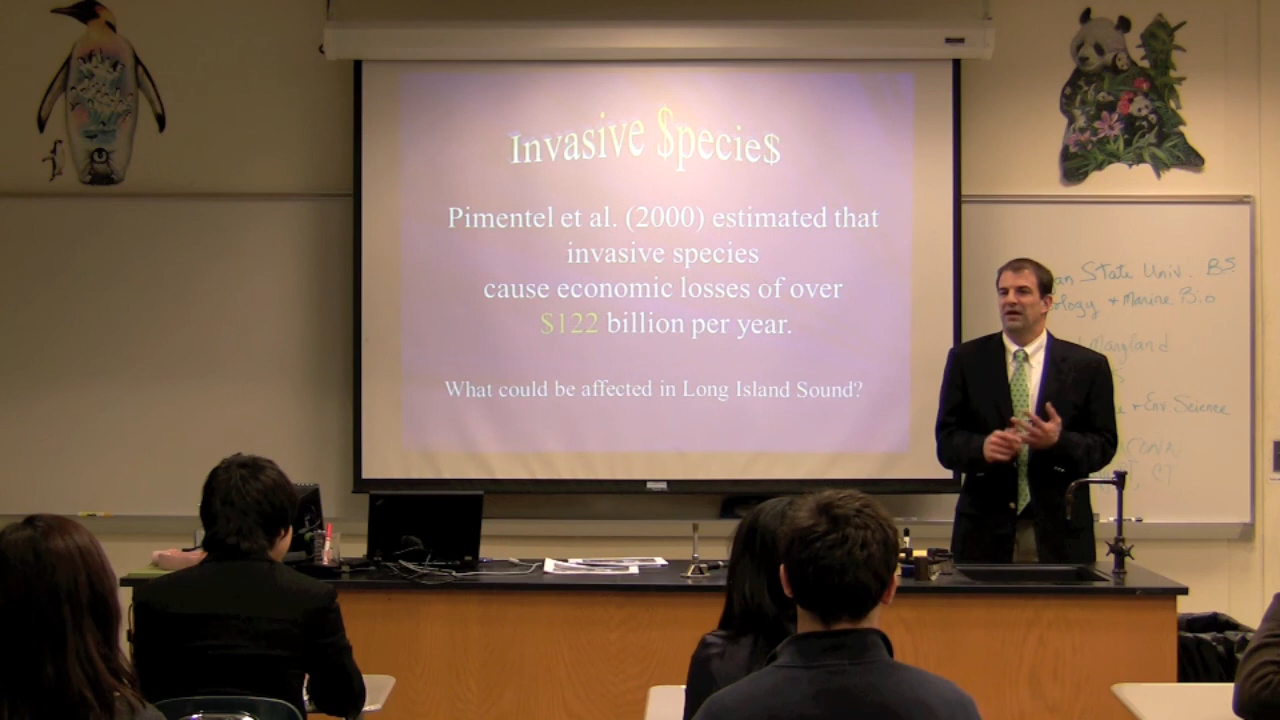 Invasive $pecie$
Pimentel et al. (2000) estimated that
invasive species
cause economic losses of over
$122 billion per year.
What could be affected in Long Island Sound?
State Univ. BS
+ Marine Bio
Maryland
+ Env. Science